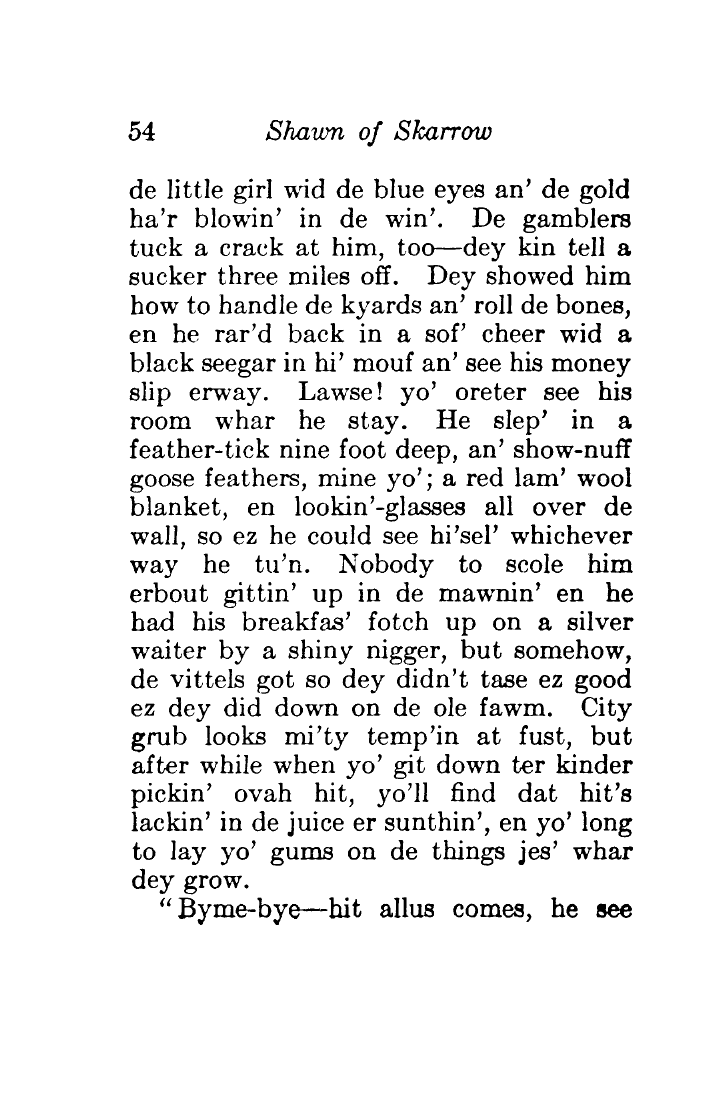 54 Shawn of Skarrow
de little girl wid de blue eyes an' de gold
ha'r blowin' in de win'. De gamblers
tuck a crack at him, too—dey kin tell a
sucker three miles off. Dey showed him
how to handle de kyards an' roll de bones,
en he rar'd back in a sof' cheer wid a
black seegar in hi' mouf an' see his money
slip erway. Lawse! yo' oreter see his
room whar he stay. He slep' in a
feather-tick nine foot deep, an' show-nuff
goose feathers, mine yo'; a red lam' wool
blanket, en lookin'-glasses all over de
wall, so ez he could see hi'sel' whichever
way he tu'n. Nobody to scole him
erbout gittin' up in de mawnin' en he
had his breakfas' fotch up on a silver
waiter by a shiny nigger, but somehow,
de vittels got so dey didn't tase ez good
ez dey did down on de ole fawm. City
grub looks mi'ty temp'in at fust, but
after while when yo' git down ter kinder
pickin' ovah hit, yo'll find dat hit's
lackin' in de juice er sunthin', en yo' long
to lay yo' gums on de things jes' whar
dey grow.
"Byme-bye—hit allus comes, he see